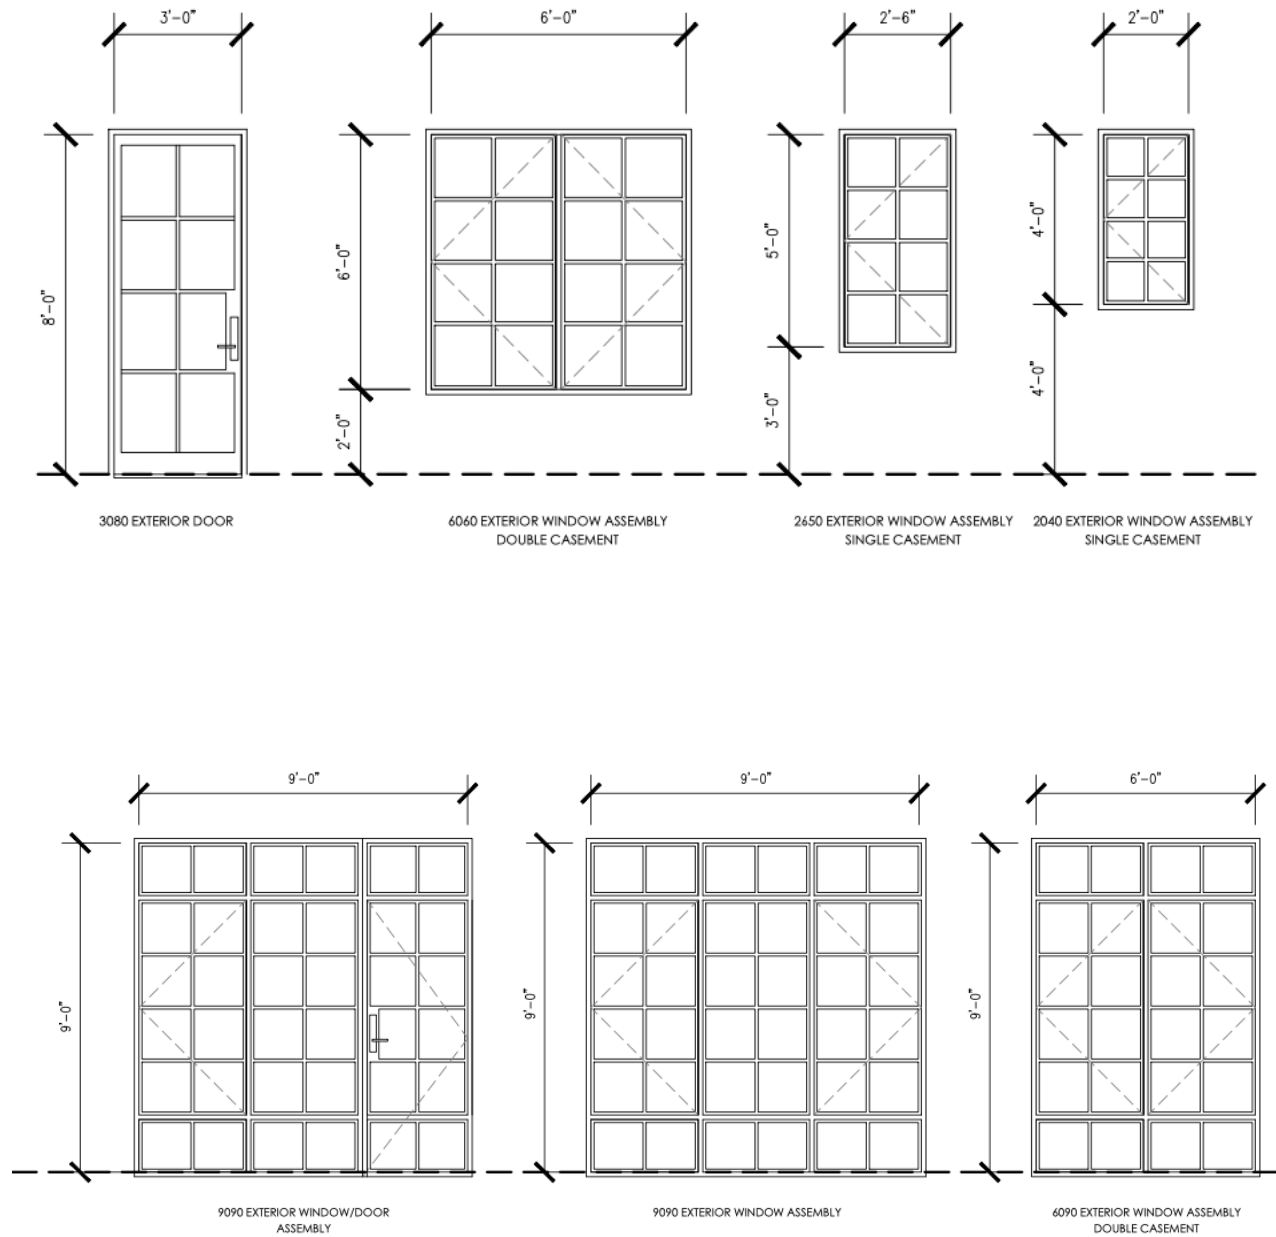 3'-0"
6'-0"
2'-6"
2'-0"
8'-0"
6'-0"
2'-0"
5'-0"
3'-0"
4'-0"
4'-0"
3080 EXTERIOR DOOR
6060 EXTERIOR WINDOW ASSEMBLY
DOUBLE CASEMENT
2650 EXTERIOR WINDOW ASSEMBLY
SINGLE CASEMENT
2040 EXTERIOR WINDOW ASSEMBLY
SINGLE CASEMENT
9'-0"
9'-0"
6'-0"
9'-0"
9'-0"
9'-0"
9090 EXTERIOR WINDOW/DOOR
ASSEMBLY
9090 EXTERIOR WINDOW ASSEMBLY
6090 EXTERIOR WINDOW ASSEMBLY
DOUBLE CASEMENT